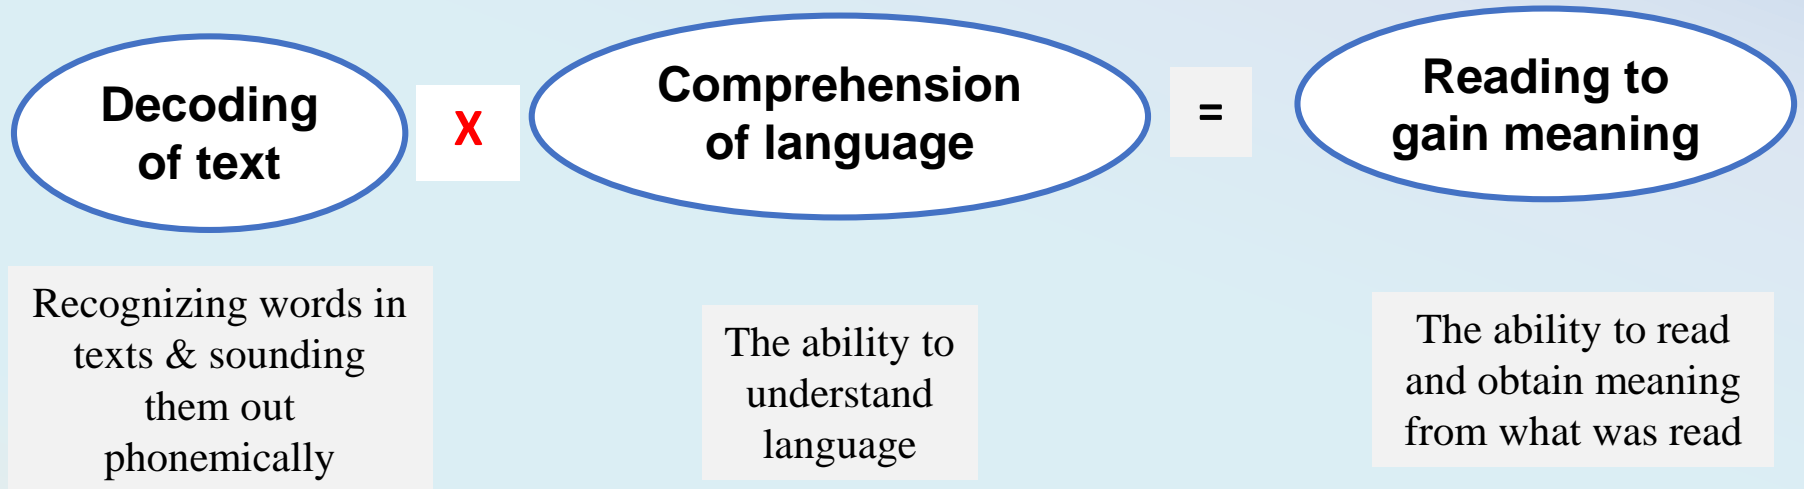 Decoding
of text
X
Comprehension
of language
=
Reading to
gain meaning
Recognizing words in
texts & sounding
them out
phonemically
The ability to
understand
language
The ability to read
and obtain meaning
from what was read